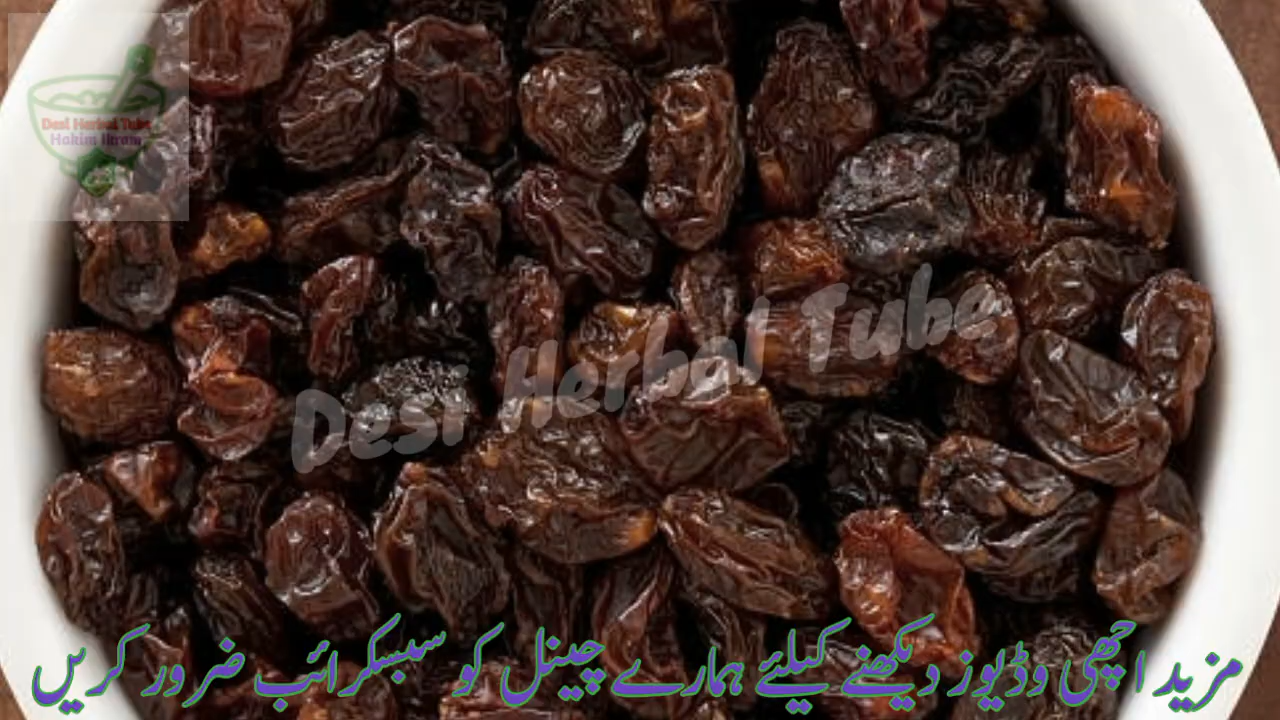 Desi Herbal Tube
Hakim Ikram
Desi Herbal Tube
مزید اچھی وڈیوز دیکھنے کیلئے ہمارے چینل کو سبسکرائب ضرور کریں